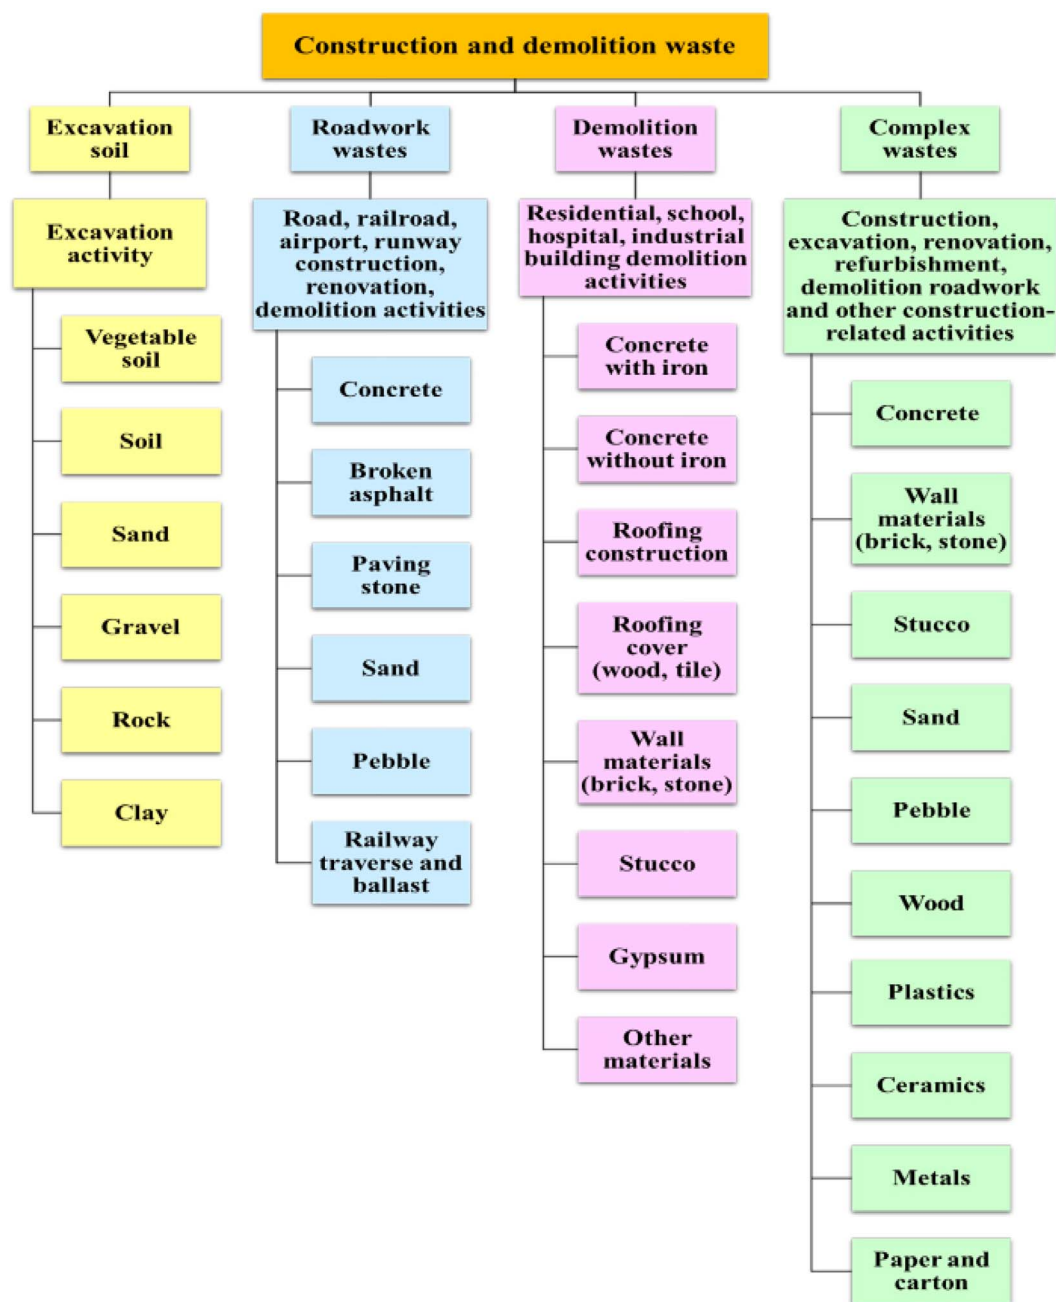 Construction and demolition waste
Excavation
soil
Roadwork
wastes
Demolition
wastes
Complex
wastes
Excavation
activity
Road, railroad,
airport, runway
construction,
renovation,
demolition activities
Residential, school,
hospital, industrial
building demolition
activities
Construction,
excavation, renovation,
refurbishment,
demolition roadwork
and other construction-
related activities
Vegetable
soil
Soil
Sand
Gravel
Rock
Clay
Concrete
Broken
asphalt
Paving
stone
Sand
Pebble
Railway
traverse and
ballast
Concrete
with iron
Concrete
without iron
Roofing
construction
Roofing
cover
(wood, tile)
Wall
materials
(brick, stone)
Stucco
Gypsum
Other
materials
Concrete
Wall
materials
(brick, stone)
Stucco
Sand
Pebble
Wood
Plastics
Ceramics
Metals
Paper and
carton